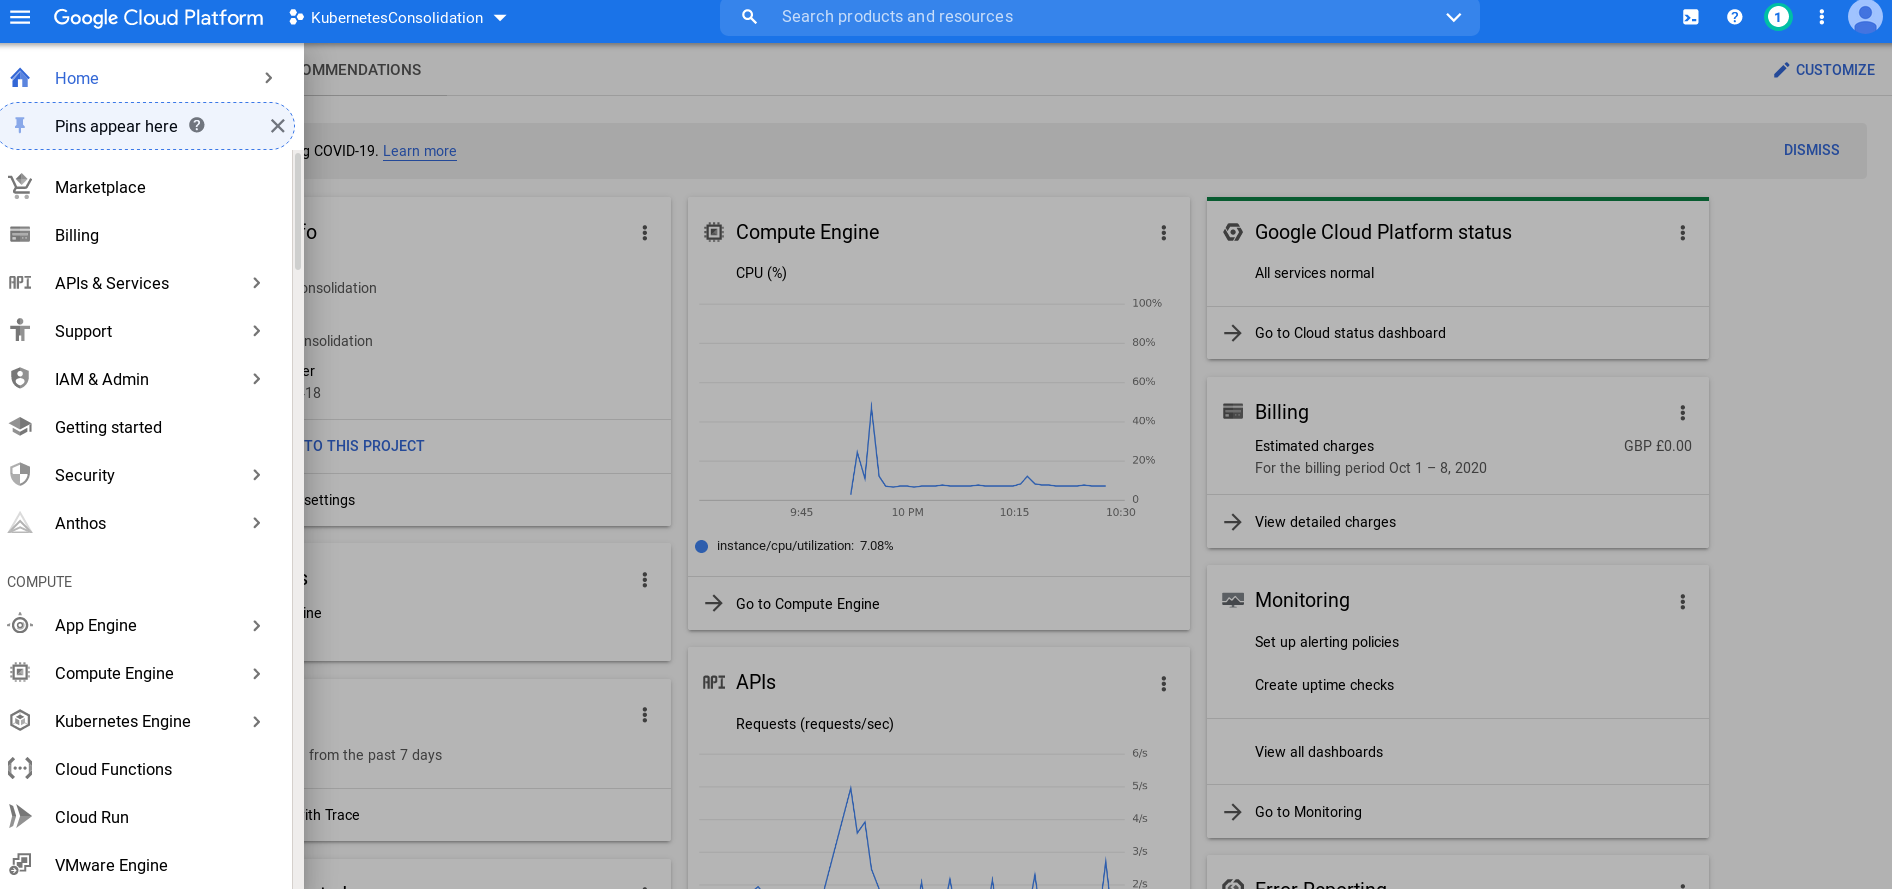 Google Cloud Platform
KubernetesConsolidation
Search products and resources
1
Home
Pins appear here
Marketplace
Billing
API
APIs & Services
Support
IAM & Admin
Getting started
Security
Anthos
COMPUTE
App Engine
Compute Engine
Kubernetes Engine
Cloud Functions
Cloud Run
VMware Engine
OMMENDATIONS
CUSTOMIZE
g COVID-19. Learn more
DISMISS
fo
onsolidation
nsolidation
er
18
TO THIS PROJECT
settings
s
ine
from the past 7 days
ith Trace
Compute Engine
CPU (%)
100%
80%
60%
40%
20%
0
9:45
10 PM
10:15
10:30
instance/cpu/utilization: 7.08%
Go to Compute Engine
API
APIs
Requests (requests/sec)
6/s
5/s
4/s
3/s
2/s
Google Cloud Platform status
All services normal
Go to Cloud status dashboard
Billing
Estimated charges
GBP £0.00
For the billing period Oct 1 – 8, 2020
View detailed charges
Monitoring
Set up alerting policies
Create uptime checks
View all dashboards
Go to Monitoring
Error Reporting